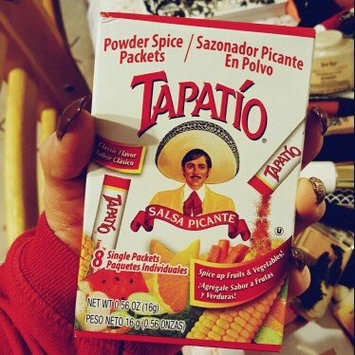 Powder Spice Packets / Sazonador Picante En Polvo
TAPATÍO®
Classic Flavor
Sabor Clásico
TAPATÍO
TAPATÍO
SALSA PICANTE
U
8 Single Packets
Paquetes Individuales
Spice up Fruits & Vegetables!
¡Agregale Sabor a Frutas
y Verduras!
NET WT 0.56 OZ (16g)
PESO NETO 16 g (0.56 ONZAS)